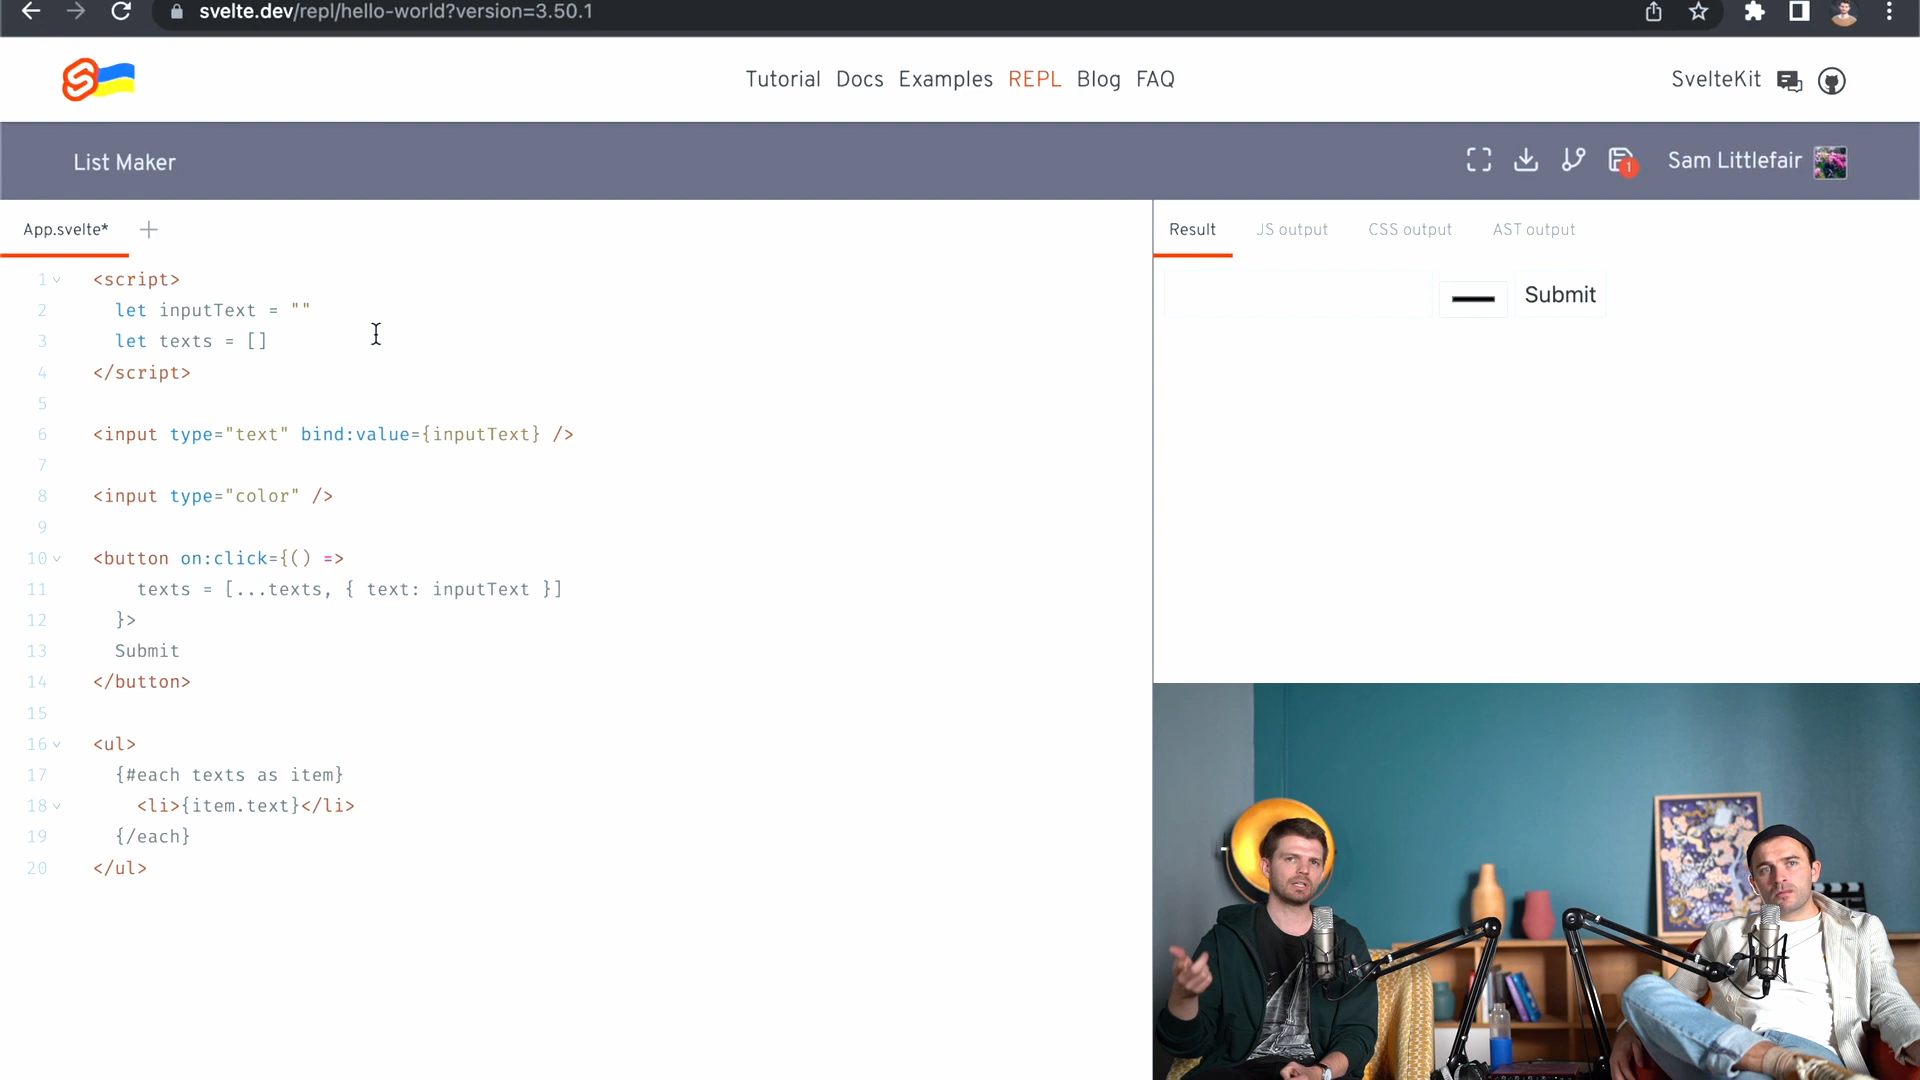 svelte.dev/repl/hello-world?version=3.50.1
Tutorial Docs Examples REPL Blog FAQ
SvelteKit
List Maker
1
Sam Littlefair
App.svelte*
Result JS output CSS output AST output
1 <script>
2 let inputText = ""
3 let texts = []
4 </script>
5
6 <input type="text" bind:value={inputText} />
7
8 <input type="color" />
9
10 <button on:click={() =>
11 texts = [...texts, { text: inputText }]
12 }>
13 Submit
14 </button>
15
16 <ul>
17 {#each texts as item}
18 <li>{item.text}</li>
19 {/each}
20 </ul>
Submit